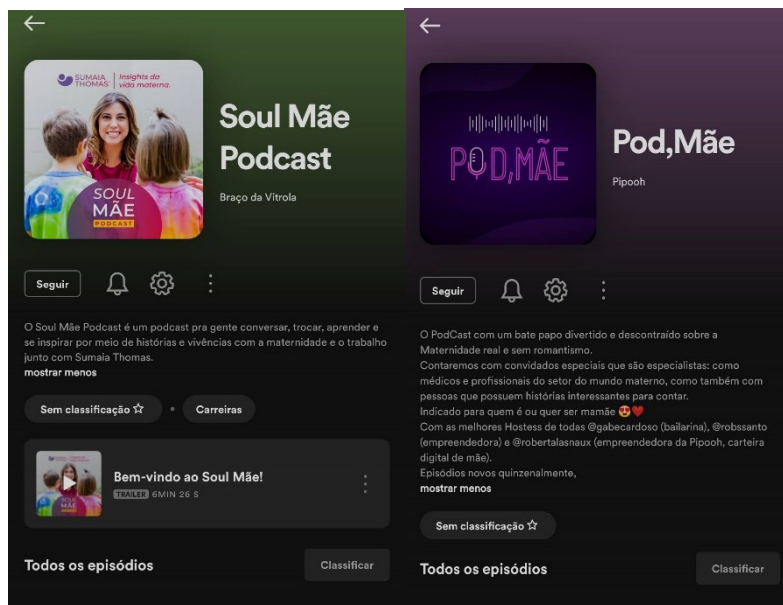 SUMAIA THOMAS
Insights da vida materna.
SOUL
MÃE
PODCAST
Soul Mãe
Podcast
Braço da Vitrola
Seguir
O Soul Mãe Podcast é um podcast pra gente conversar, trocar, aprender e
se inspirar por meio de histórias e vivências com a maternidade e o trabalho
junto com Sumaia Thomas.
mostrar menos
Sem classificação
Carreiras
SOUL
MÃE
Bem-vindo ao Soul Mãe!
TRAILER 6MIN 26 S
Todos os episódios
Classificar
POD,MÃE
Pod,Mãe
Pipooh
Seguir
O PodCast com um bate papo divertido e descontraído sobre a
Maternidade real e sem romantismo.
Contaremos com convidados especiais que são especialistas: como
médicos e profissionais do setor do mundo materno, como também com
pessoas que possuem histórias interessantes para contar.
Indicado para quem é ou quer ser mamãe 😍❤️
Com as melhores Hostess de todas @gabecardoso (bailarina), @robssanto
(empreendedora) e @robertalasnaux (empreendedora da Pipooh, carteira
digital de mãe).
Episódios novos quinzenalmente,
mostrar menos
Sem classificação
Todos os episódios
Classificar